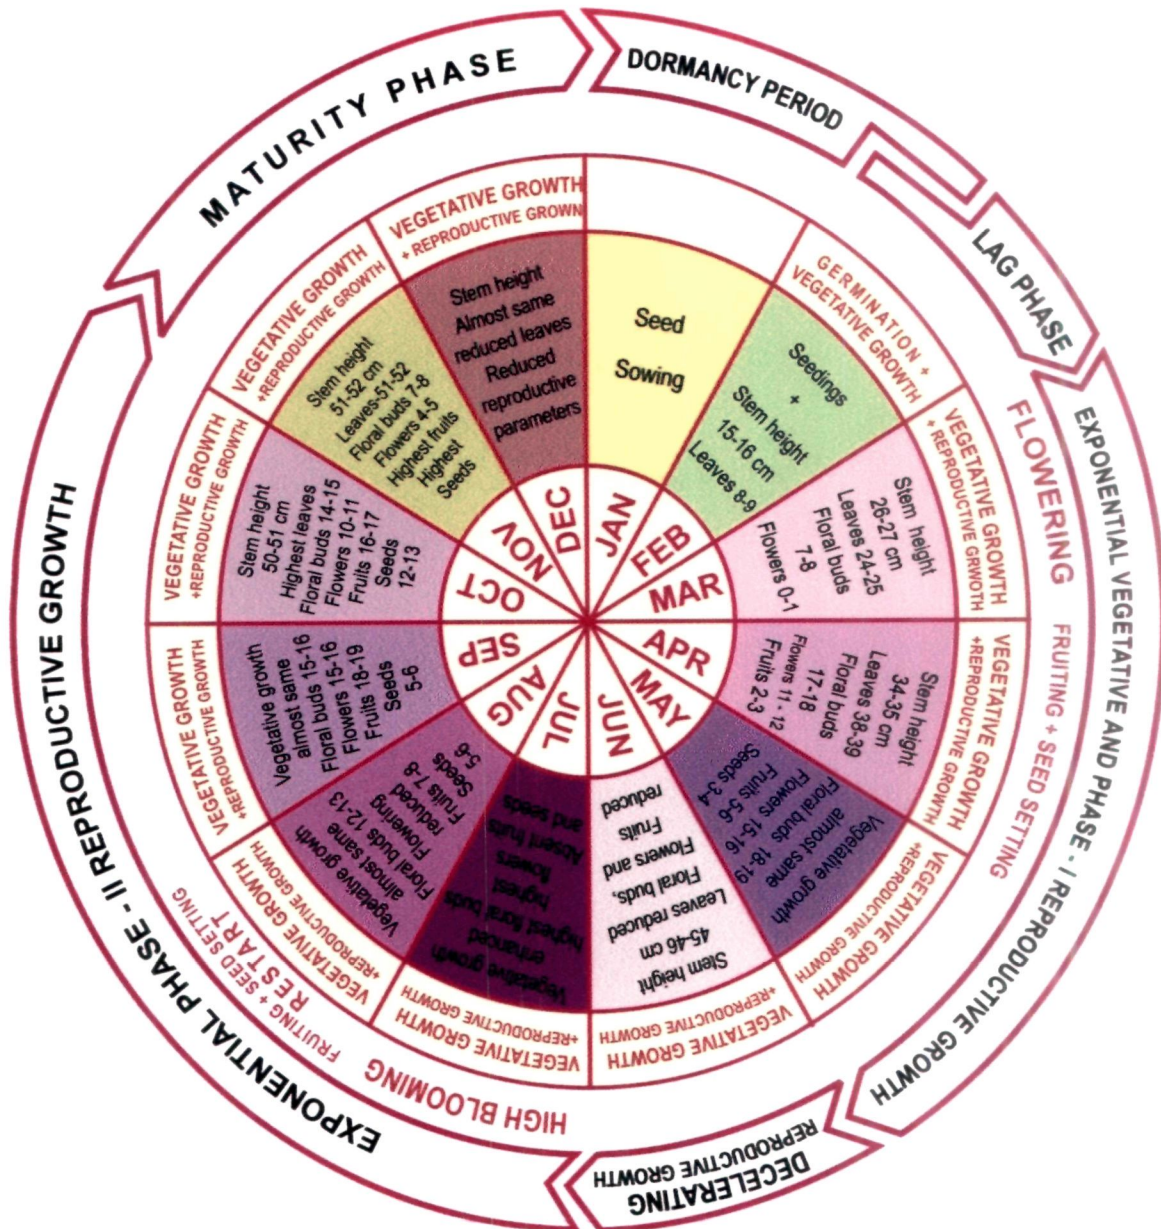 MATURITY PHASE
DORMANCY PERIOD
LAG PHASE
EXPONENTIAL VEGETATIVE AND PHASE - I REPRODUCTIVE GROWTH
DECELERATING
REPRODUCTIVE GROWTH
EXPONENTIAL PHASE - II REPRODUCTIVE GROWTH
FLOWERING
FRUITING + SEED SETTING
HIGH BLOOMING
FRUITING + SEED SETTING
RESTART
JAN
Seed
Sowing
FEB
GERMINATION +
VEGETATIVE GROWTH
Seedings
+
Stem height
15-16 cm
Leaves 8-9
MAR
VEGETATIVE GROWTH
+ REPRODUCTIVE GRWOTH
Stem height
26-27 cm
Leaves 24-25
Floral buds
7-8
Flowers 0-1
APR
VEGETATIVE GROWTH
+REPRODUCTIVE GROWTH
Stem height
34-35 cm
Leaves 38-39
Floral buds
17-18
Flowers 11 - 12
Fruits 2-3
MAY
VEGETATIVE GROWTH
+REPRODUCTIVE GROWTH
Vegetative growth
almost same
Floral buds 18-19
Flowers 15-16
Fruits 5-6
Seeds 3-4
JUN
VEGETATIVE GROWTH
+REPRODUCTIVE GROWTH
Stem height
45-46 cm
Leaves reduced
Floral buds,
Flowers and
Fruits
reduced
JUL
VEGETATIVE GROWTH
+REPRODUCTIVE GROWTH
Vegetative growth
enhanced
highest floral buds
highest
flowers
Absent fruits
and seeds
AUG
VEGETATIVE GROWTH
+REPRODUCTIVE GROWTH
Vegetative growth
almost same
Floral buds 12-13
Flowering
reduced
Fruits 7-8
Seeds
5-6
SEP
VEGETATIVE GROWTH
+REPRODUCTIVE GROWTH
Vegetative growth
almost same
Floral buds 15-16
Flowers 15-16
Fruits 18-19
Seeds
5-6
OCT
VEGETATIVE GROWTH
+REPRODUCTIVE GROWTH
Stem height
50-51 cm
Highest leaves
Floral buds 14-15
Flowers 10-11
Fruits 16-17
Seeds
12-13
NOV
VEGETATIVE GROWTH
+REPRODUCTIVE GROWTH
Stem height
51-52 cm
Leaves-51-52
Floral buds 7-8
Flowers 4-5
Highest fruits
Highest
Seeds
DEC
VEGETATIVE GROWTH
+ REPRODUCTIVE GROWN
Stem height
Almost same
reduced leaves
Reduced
reproductive
parameters